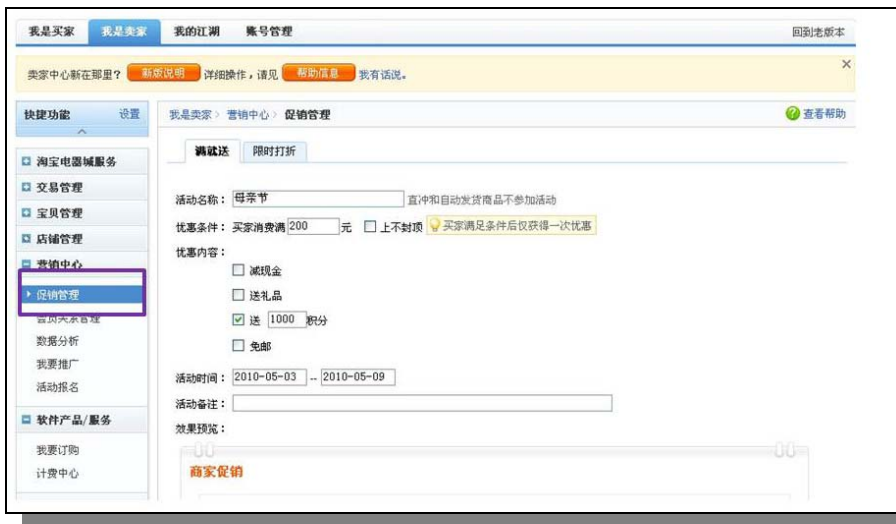 我是买家 我是卖家 我的江湖 账号管理 回到老版本
卖家中心新在那里? 新版说明 详细操作,请见 帮助信息 我有话说。 ×
快捷功能 设置
我是卖家> 营销中心> 促销管理 查看帮助
淘宝电器城服务
交易管理
宝贝管理
店铺管理
营销中心
促销管理
会员关系管理
数据分析
我要推广
活动报名
软件产品/服务
我要订购
计费中心
满就送 限时打折
活动名称: 母亲节 直冲和自动发货商品不参加活动
优惠条件: 买家消费满 200 元 上不封顶 买家满足条件后仅获得一次优惠
优惠内容:
减现金
送礼品
送 1000 积分
免邮
活动时间: 2010-05-03 -- 2010-05-09
活动备注:
效果预览:
商家促销